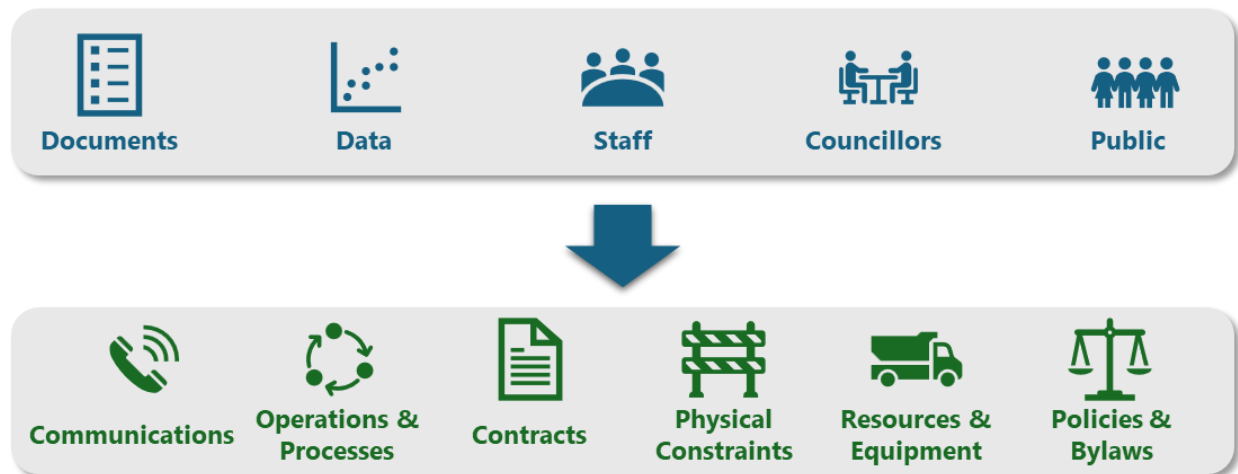 Documents
Data
Staff
Councillors
Public
Communications
Operations &
Processes
Contracts
Physical
Constraints
Resources &
Equipment
Policies &
Bylaws